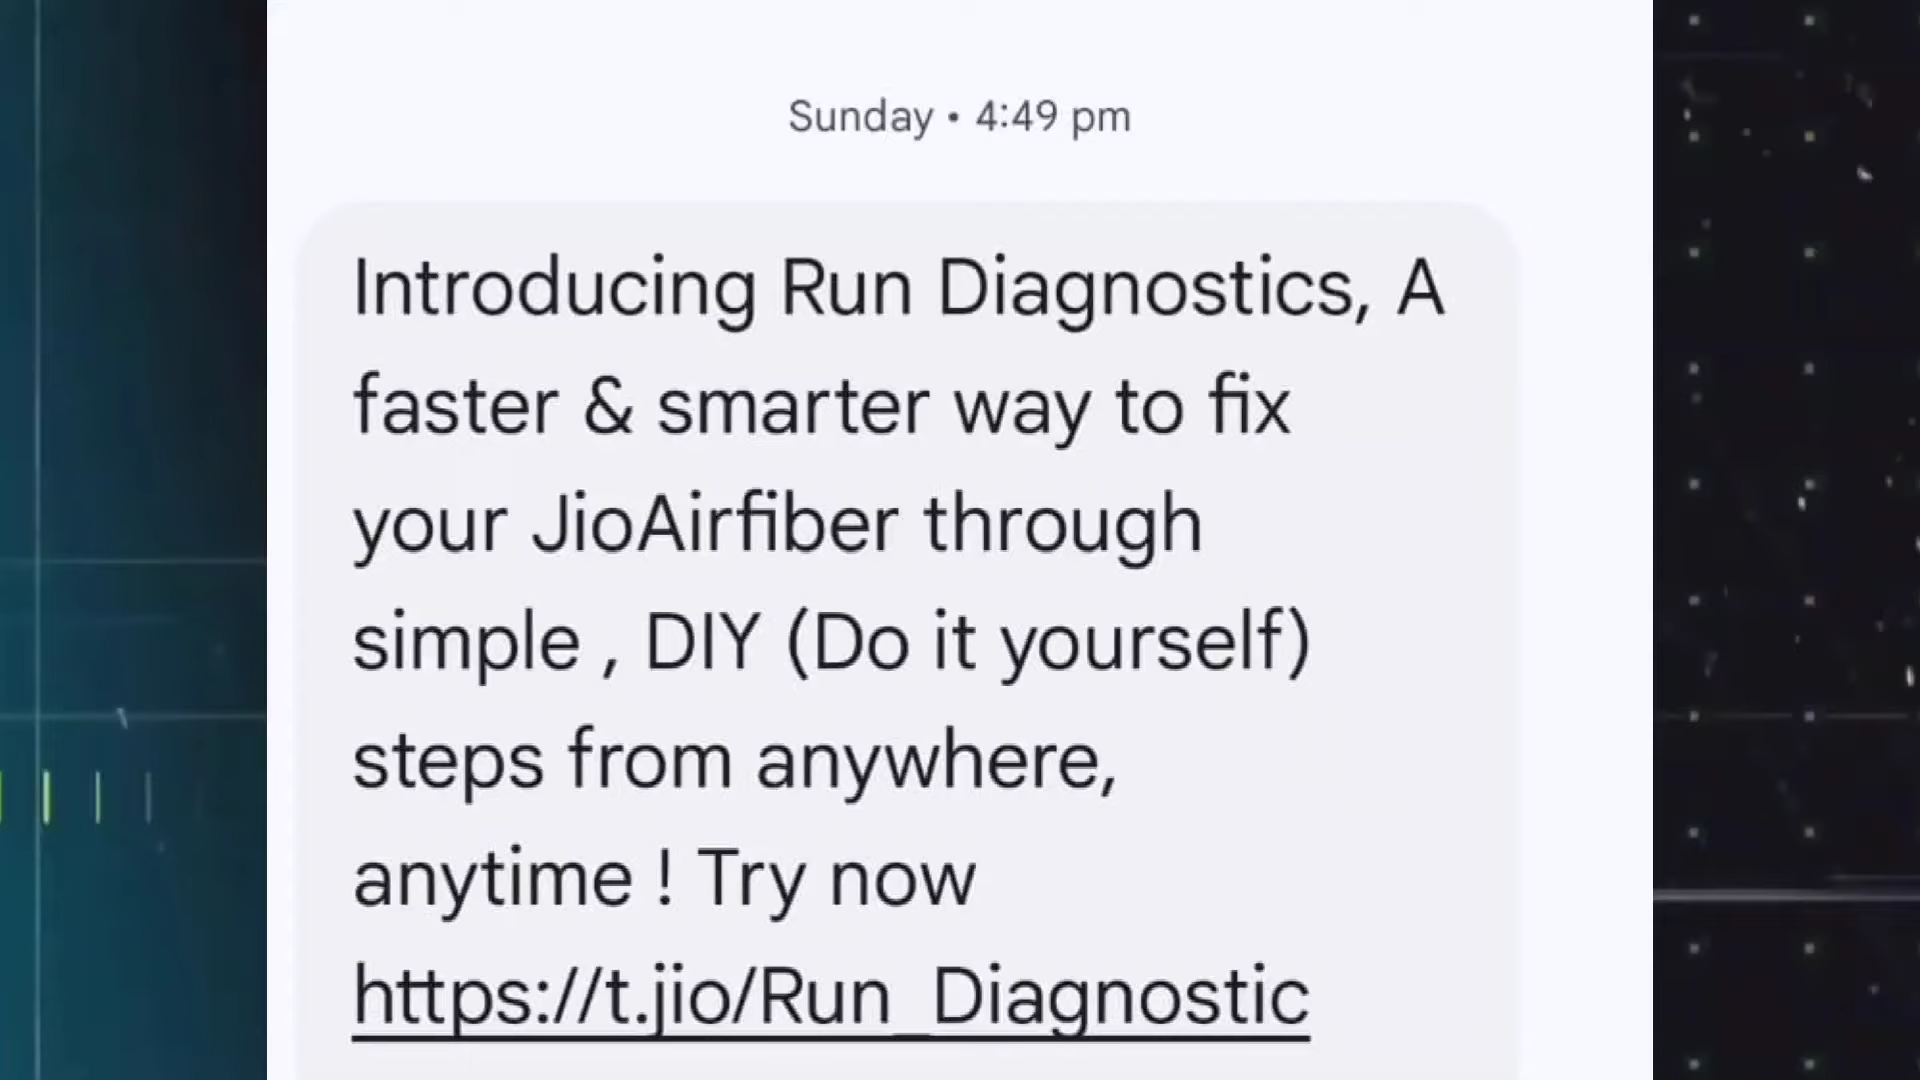 Sunday • 4:49 pm
Introducing Run Diagnostics, A
faster & smarter way to fix
your JioAirfiber through
simple , DIY (Do it yourself)
steps from anywhere,
anytime ! Try now
https://t.jio/Run_Diagnostic